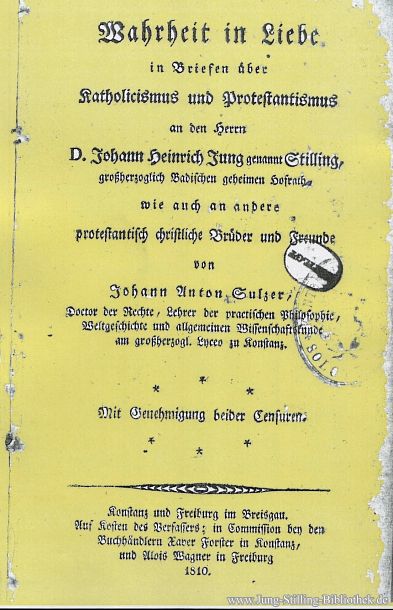 Wahrheit in Liebe
in Briefen über
Katholicismus und Protestantismus
an den Herrn
D. Johann Heinrich Jung genannt Stilling,
großherzoglich Badischen geheimen Hofrath,
wie auch an andere
protestantisch christliche Brüder und Freunde
von
Johann Anton Sulzer,
Doctor der Rechte, Lehrer der practischen Philosophie,
Weltgeschichte und allgemeinen Wissenschaftskunde
am großherzogl. Lyceo zu Konstanz.
Mit Genehmigung beider Censuren.
Konstanz und Freiburg im Breisgau.
Auf Kosten des Verfassers; in Commission bey den
Buchhändlern Xaver Forster in Konstanz,
und Alois Wagner in Freiburg
1810.
www.Jung-Stilling-Bibliothek.de